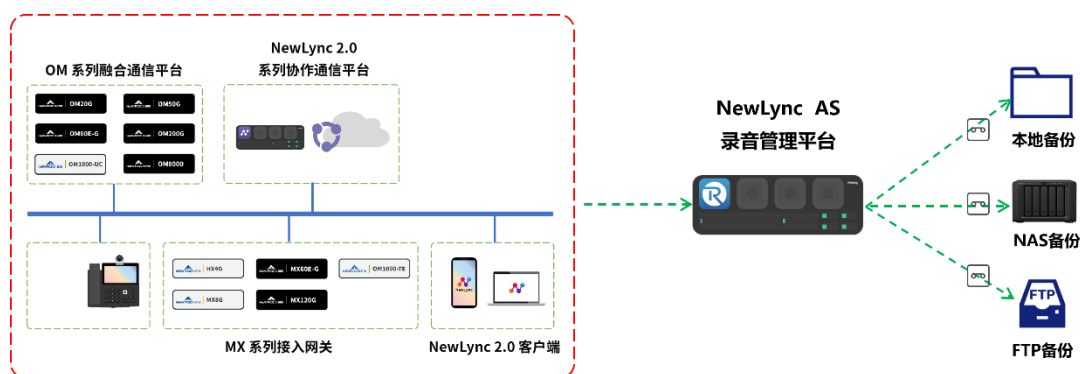 NewLync 2.0
OM 系列融合通信平台
系列协作通信平台
OM20G
OM50G
OM80E-G
OM200G
OM1000-UC
OM8000
NewLync AS
录音管理平台
本地备份
NAS备份
FTP
FTP备份
MX4G
MX60E-G
OM1000-TE
MX8G
MX120G
NewLync
MX 系列接入网关
NewLync 2.0 客户端